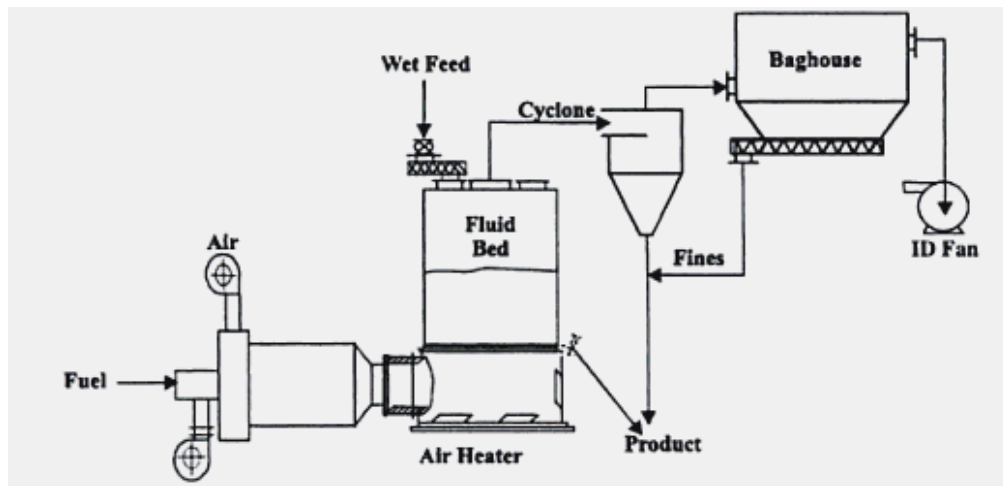 Wet Feed
Cyclone
Baghouse
Fluid
Bed
Air
Fines
ID Fan
Fuel
Air Heater
Product